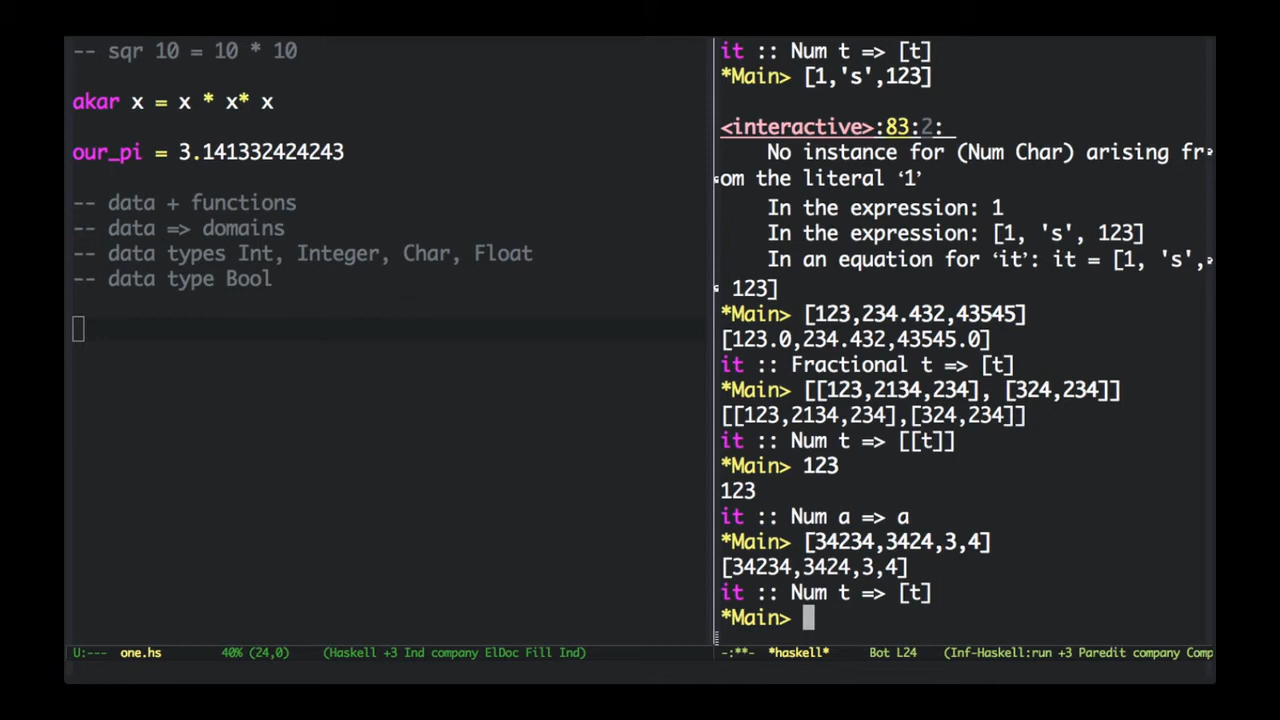 -- sqr 10 = 10 * 10
akar x = x * x* x
our_pi = 3.141332424243
-- data + functions
-- data => domains
-- data types Int, Integer, Char, Float
-- data type Bool
U:--- one.hs 40% (24,0) (Haskell +3 Ind company ElDoc Fill Ind)
it :: Num t => [t]
*Main> [1,'s',123]
<interactive>:83:2:
No instance for (Num Char) arising fr
om the literal ‘1’
In the expression: 1
In the expression: [1, 's', 123]
In an equation for ‘it’: it = [1, 's',
123]
*Main> [123,234.432,43545]
[123.0,234.432,43545.0]
it :: Fractional t => [t]
*Main> [[123,2134,234], [324,234]]
[[123,2134,234],[324,234]]
it :: Num t => [[t]]
*Main> 123
123
it :: Num a => a
*Main> [34234,3424,3,4]
[34234,3424,3,4]
it :: Num t => [t]
*Main>
-:**- *haskell* Bot L24 (Inf-Haskell:run +3 Paredit company Comp